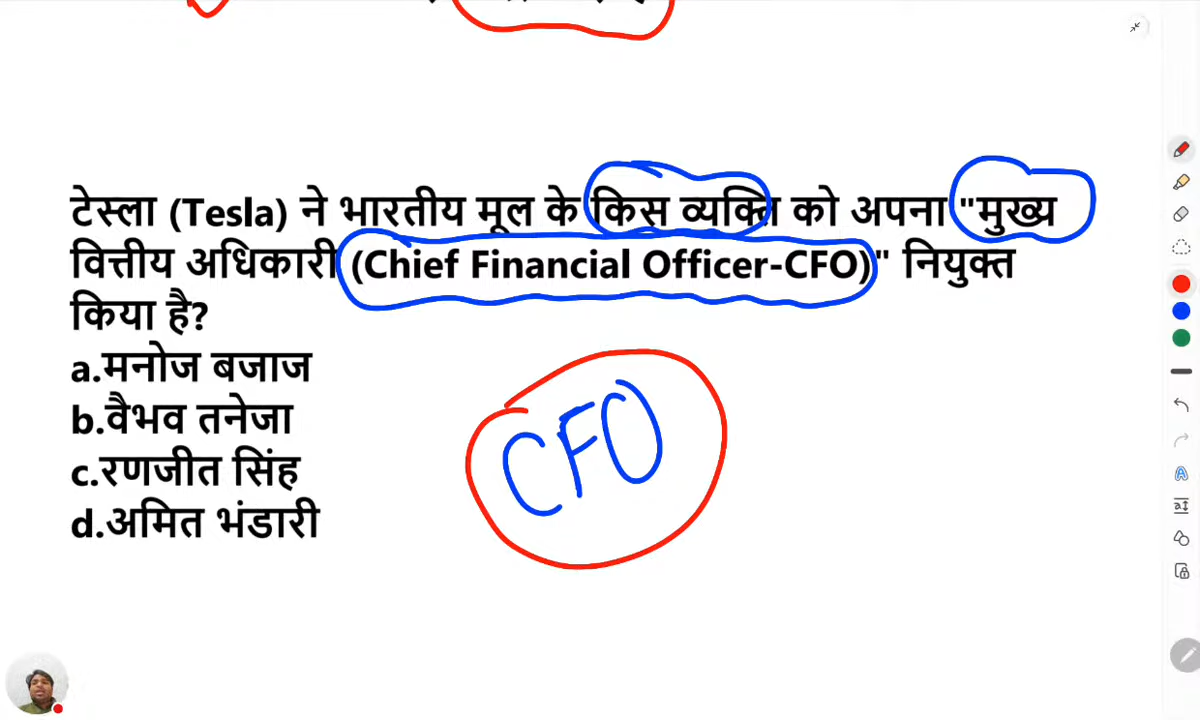 टेस्ला (Tesla) ने भारतीय मूल के किस व्यक्ति को अपना "मुख्य
वित्तीय अधिकारी (Chief Financial Officer-CFO)" नियुक्त
किया है?
a.मनोज बजाज
b.वैभव तनेजा
c.रणजीत सिंह
d.अमित भंडारी
CFO